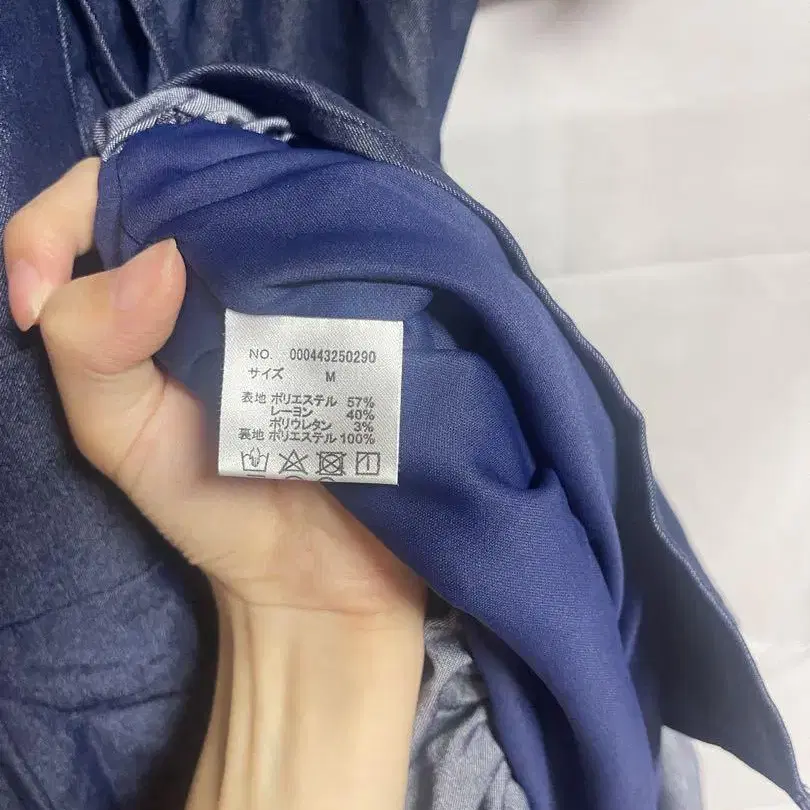 NO. 000443250290
サイズ M
表地 ポリエステル 57%
レーヨン 40%
ポリウレタン 3%
裏地 ポリエステル 100%